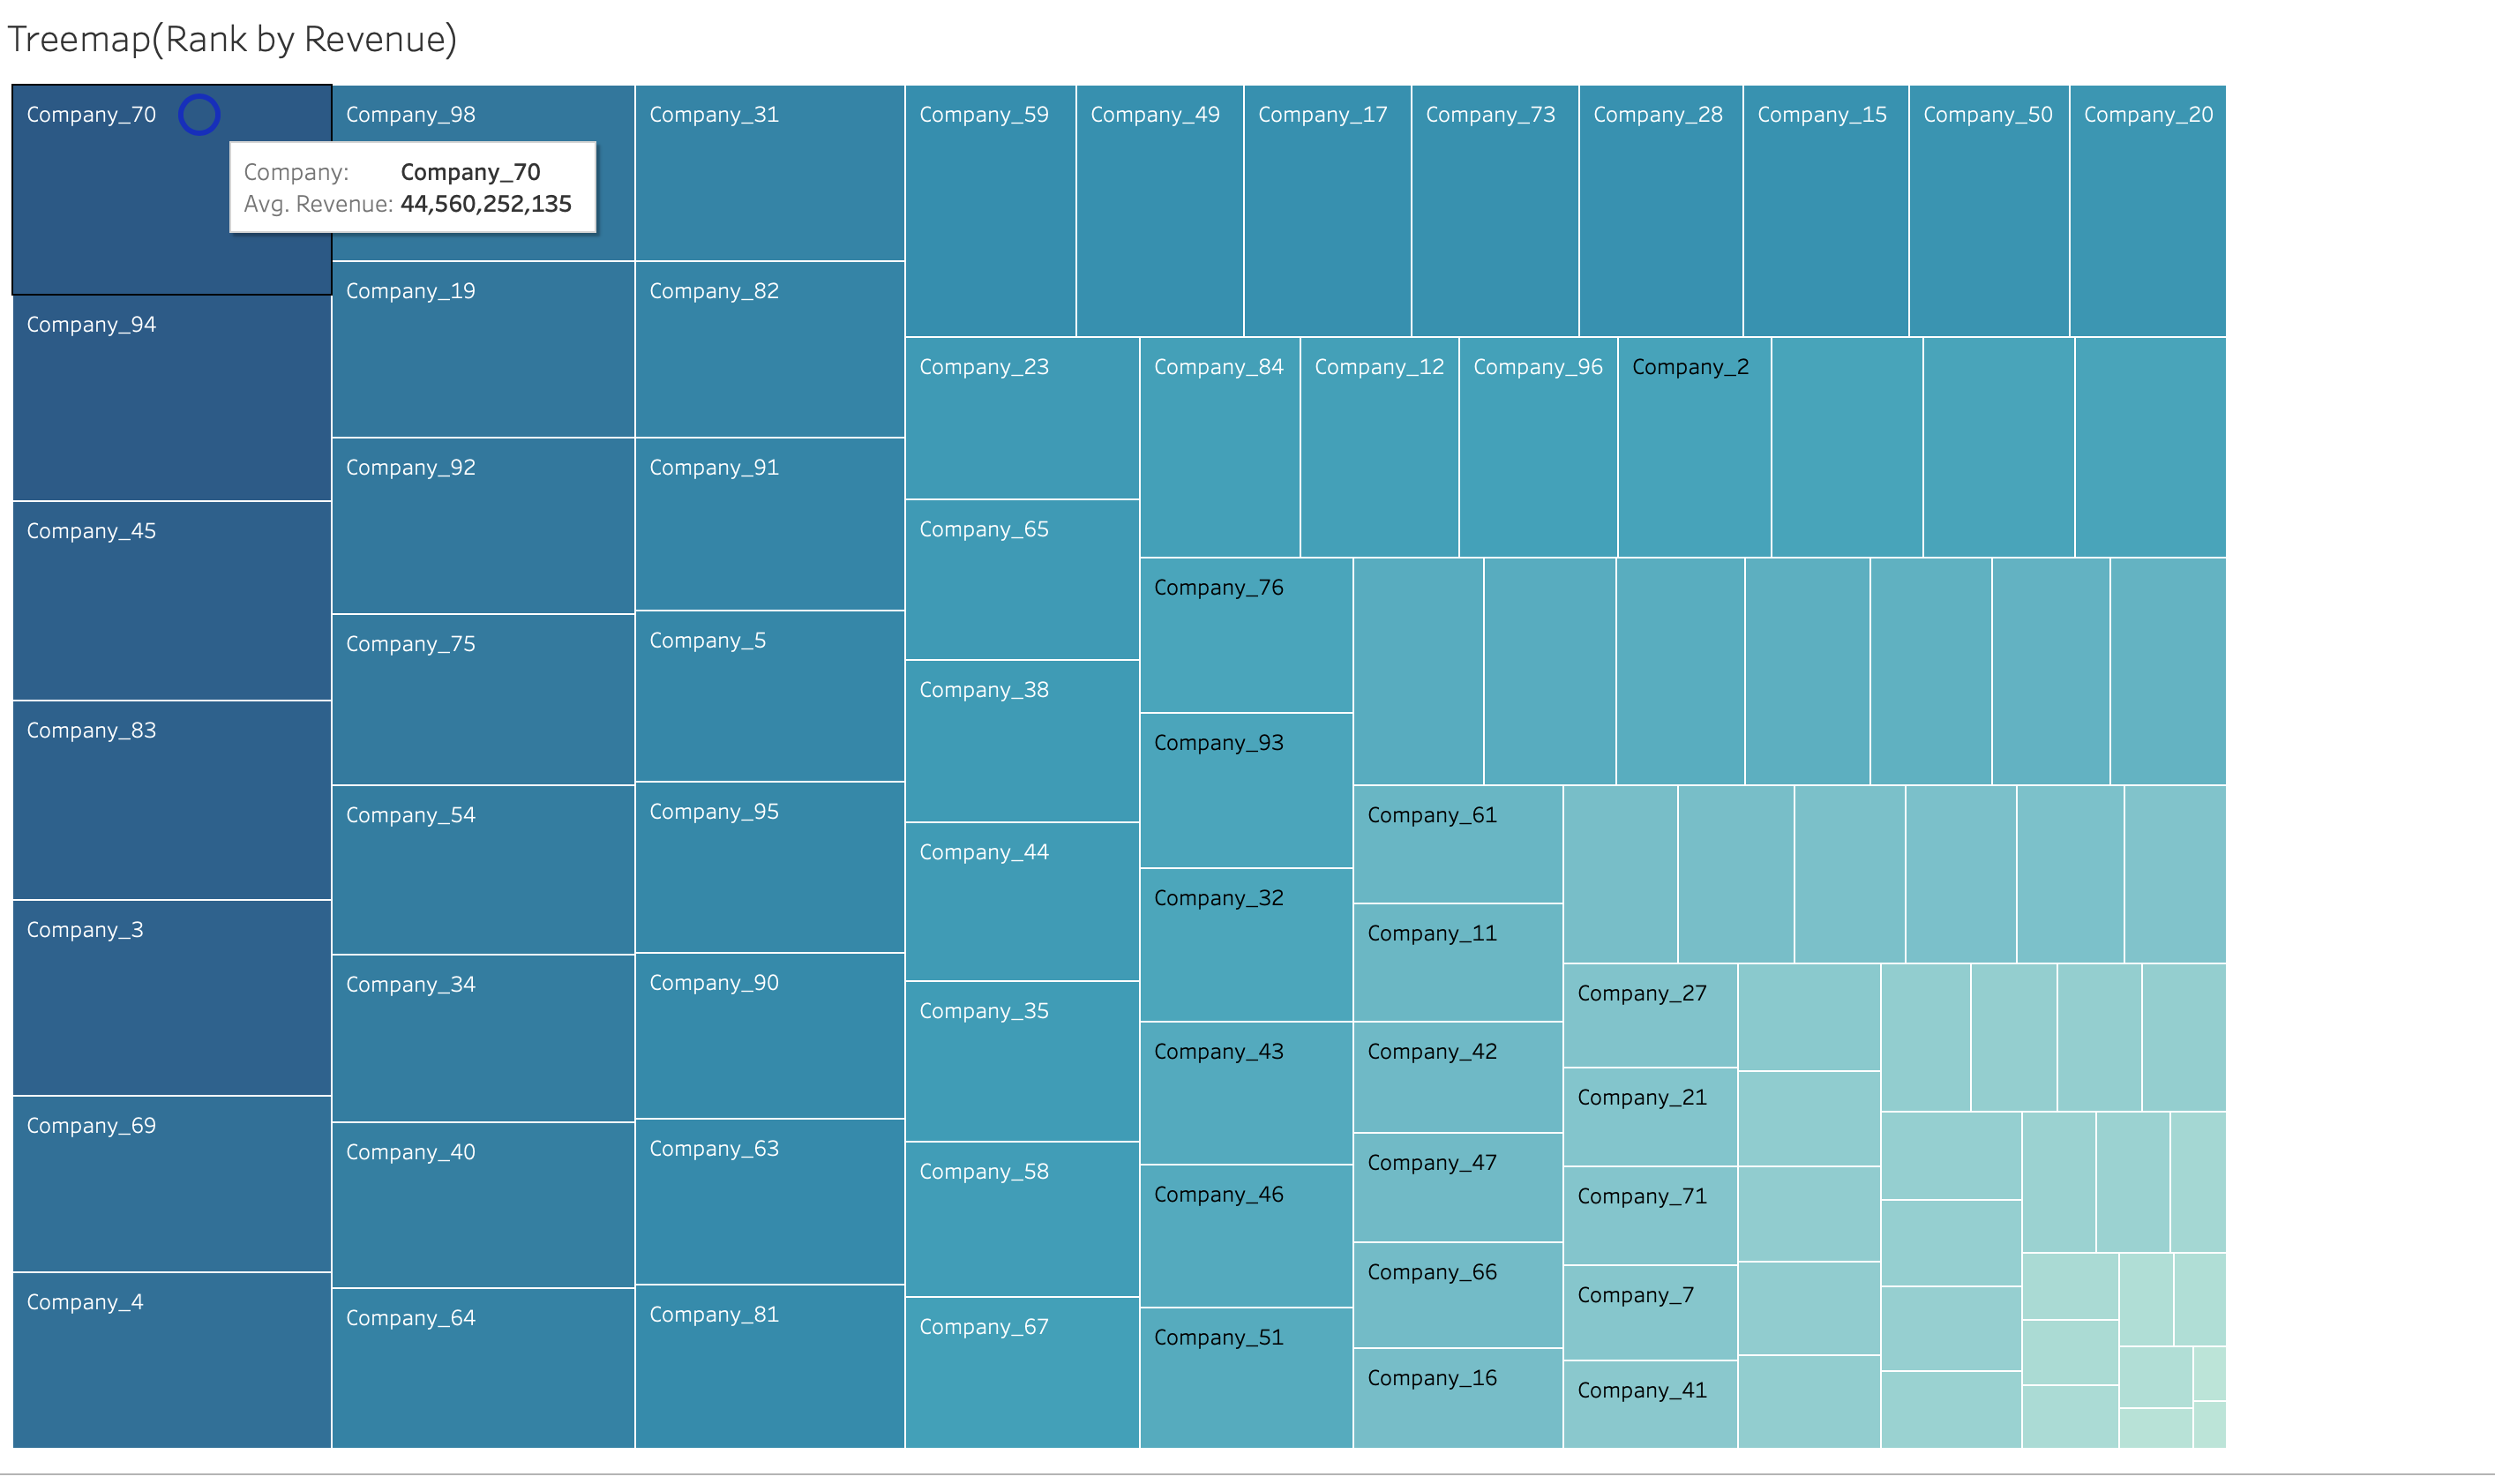 Treemap(Rank by Revenue)
Company_70
Company_98
Company_31
Company_59
Company_49
Company_17
Company_73
Company_28
Company_15
Company_50
Company_20
Company: Company_70
Avg. Revenue: 44,560,252,135
Company_19
Company_82
Company_94
Company_23
Company_84
Company_12
Company_96
Company_2
Company_92
Company_91
Company_45
Company_65
Company_76
Company_75
Company_5
Company_38
Company_83
Company_93
Company_54
Company_95
Company_61
Company_44
Company_32
Company_3
Company_11
Company_34
Company_90
Company_27
Company_35
Company_43
Company_42
Company_21
Company_69
Company_40
Company_63
Company_47
Company_58
Company_46
Company_71
Company_66
Company_7
Company_4
Company_64
Company_81
Company_67
Company_51
Company_16
Company_41